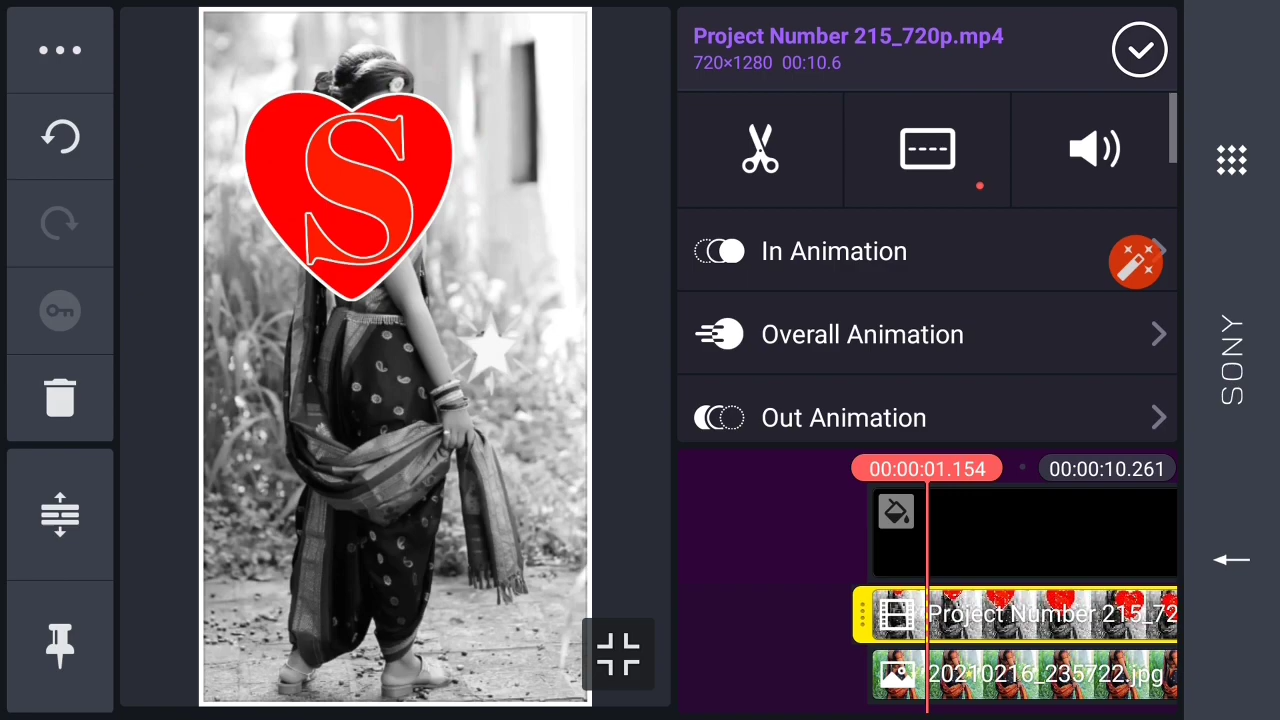 Project Number 215_720p.mp4
720×1280 00:10.6
S
In Animation
Overall Animation
Out Animation
00:00:01.154
00:00:10.261
Project Number 215_72
20210216_235722.jpg
SONY